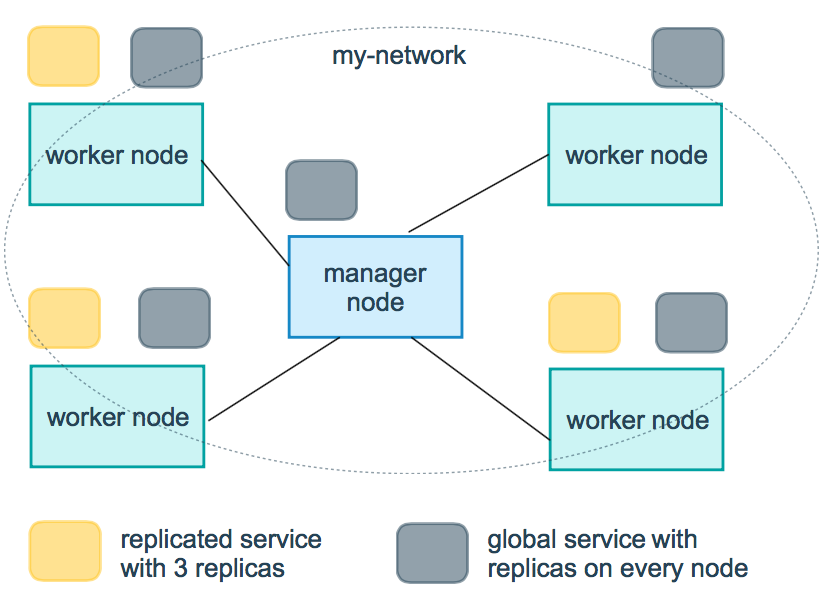 my-network
worker node
worker node
manager
node
worker node
worker node
replicated service
with 3 replicas
global service with
replicas on every node